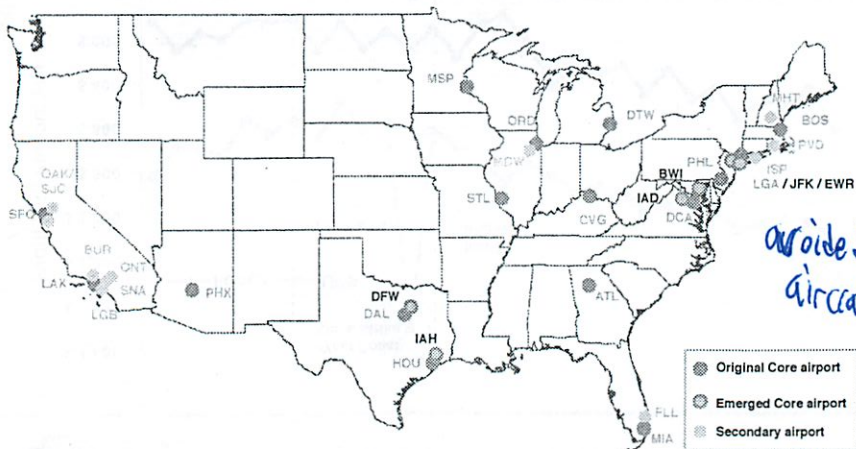 MSP
ORD
MDW
DTW
MHT
BOS
PVD
ISP
LGA / JFK / EWR
PHL
BWI
IAD
DCA
STL
CVG
OAK/
SJC
SFO
BUR
ONT
LAX
SNA
LGB
PHX
DFW
DAL
IAH
HOU
ATL
FLL
MIA
Original Core airport
Emerged Core airport
Secondary airport